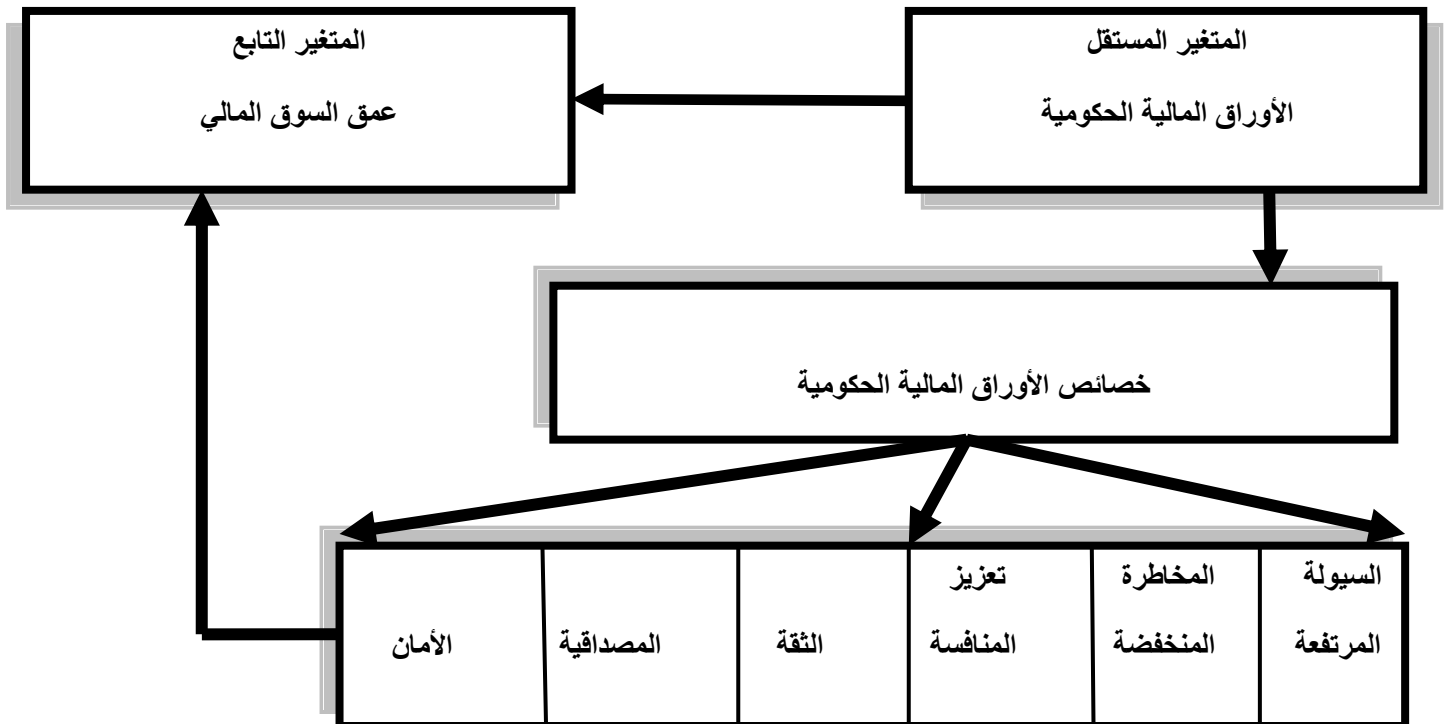 المتغير المستقل
الأوراق المالية الحكومية
المتغير التابع
عمق السوق المالي
خصائص الأوراق المالية الحكومية
السيولة
المرتفعة
المخاطرة
المنخفضة
تعزيز
المنافسة
الثقة
المصداقية
الأمان